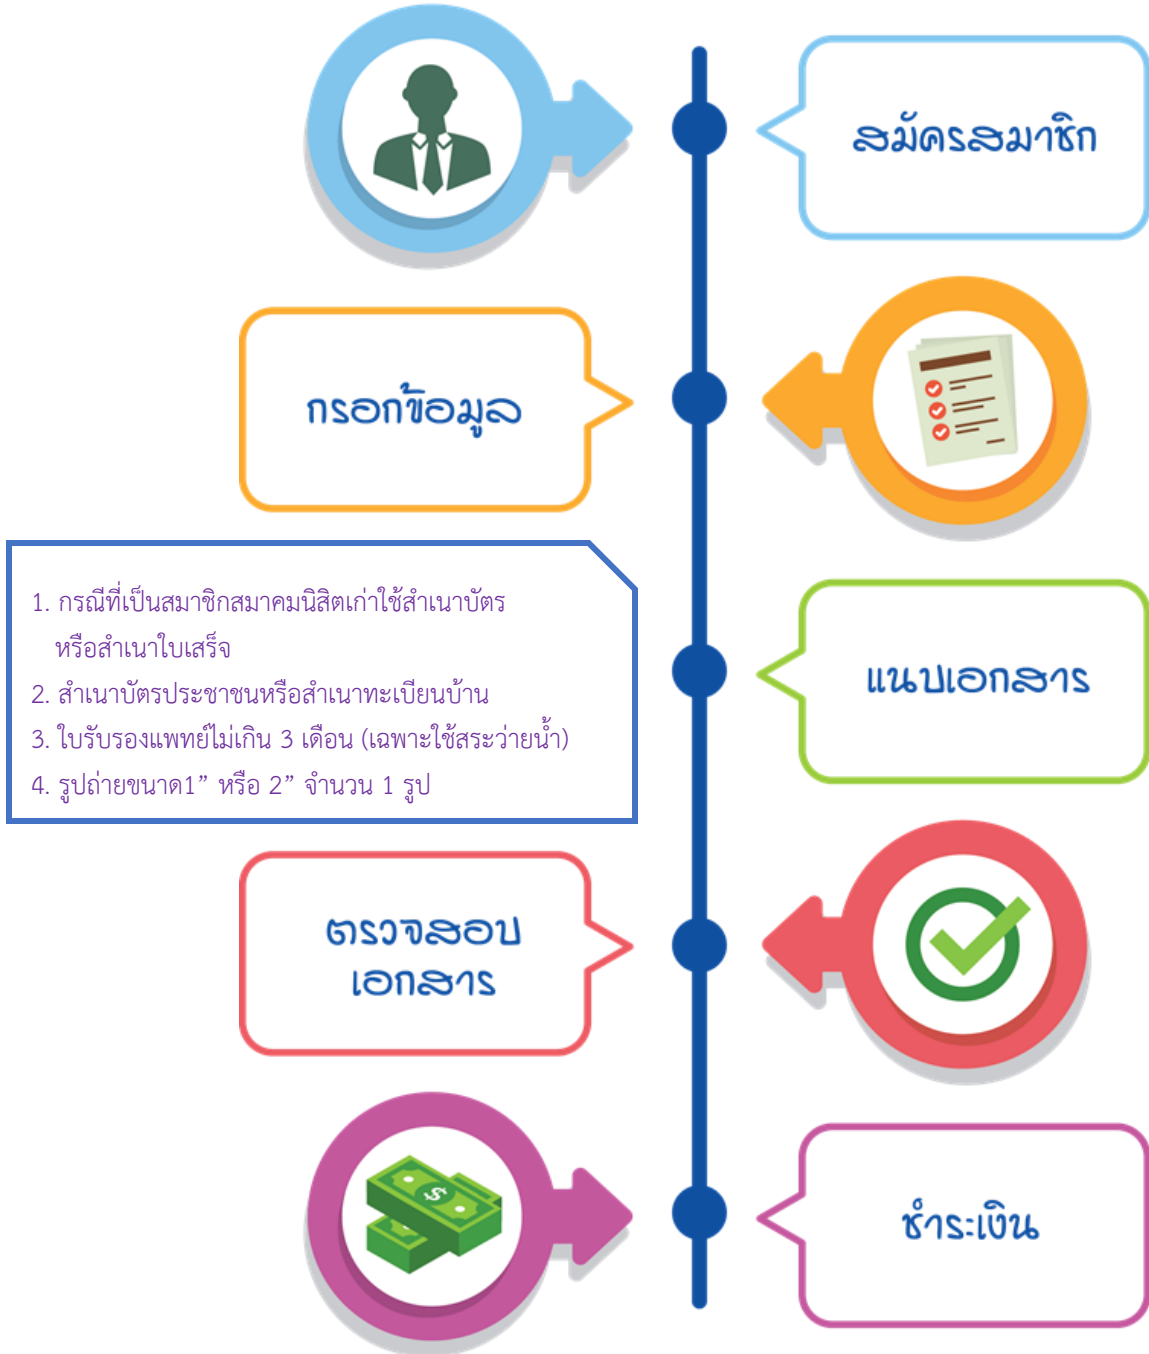 สมัครสมาชิก
กรอกข้อมูล
1. กรณีที่เป็นสมาชิกสมาคมนิสิตเก่าใช้สำเนาบัตร
หรือสำเนาใบเสร็จ
2. สำเนาบัตรประชาชนหรือสำเนาทะเบียนบ้าน
3. ใบรับรองแพทย์ไม่เกิน 3 เดือน (เฉพาะใช้สระว่ายน้ำ)
4. รูปถ่ายขนาด1” หรือ 2” จำนวน 1 รูป
แนบเอกสาร
ตรวจสอบ
เอกสาร
ชำระเงิน